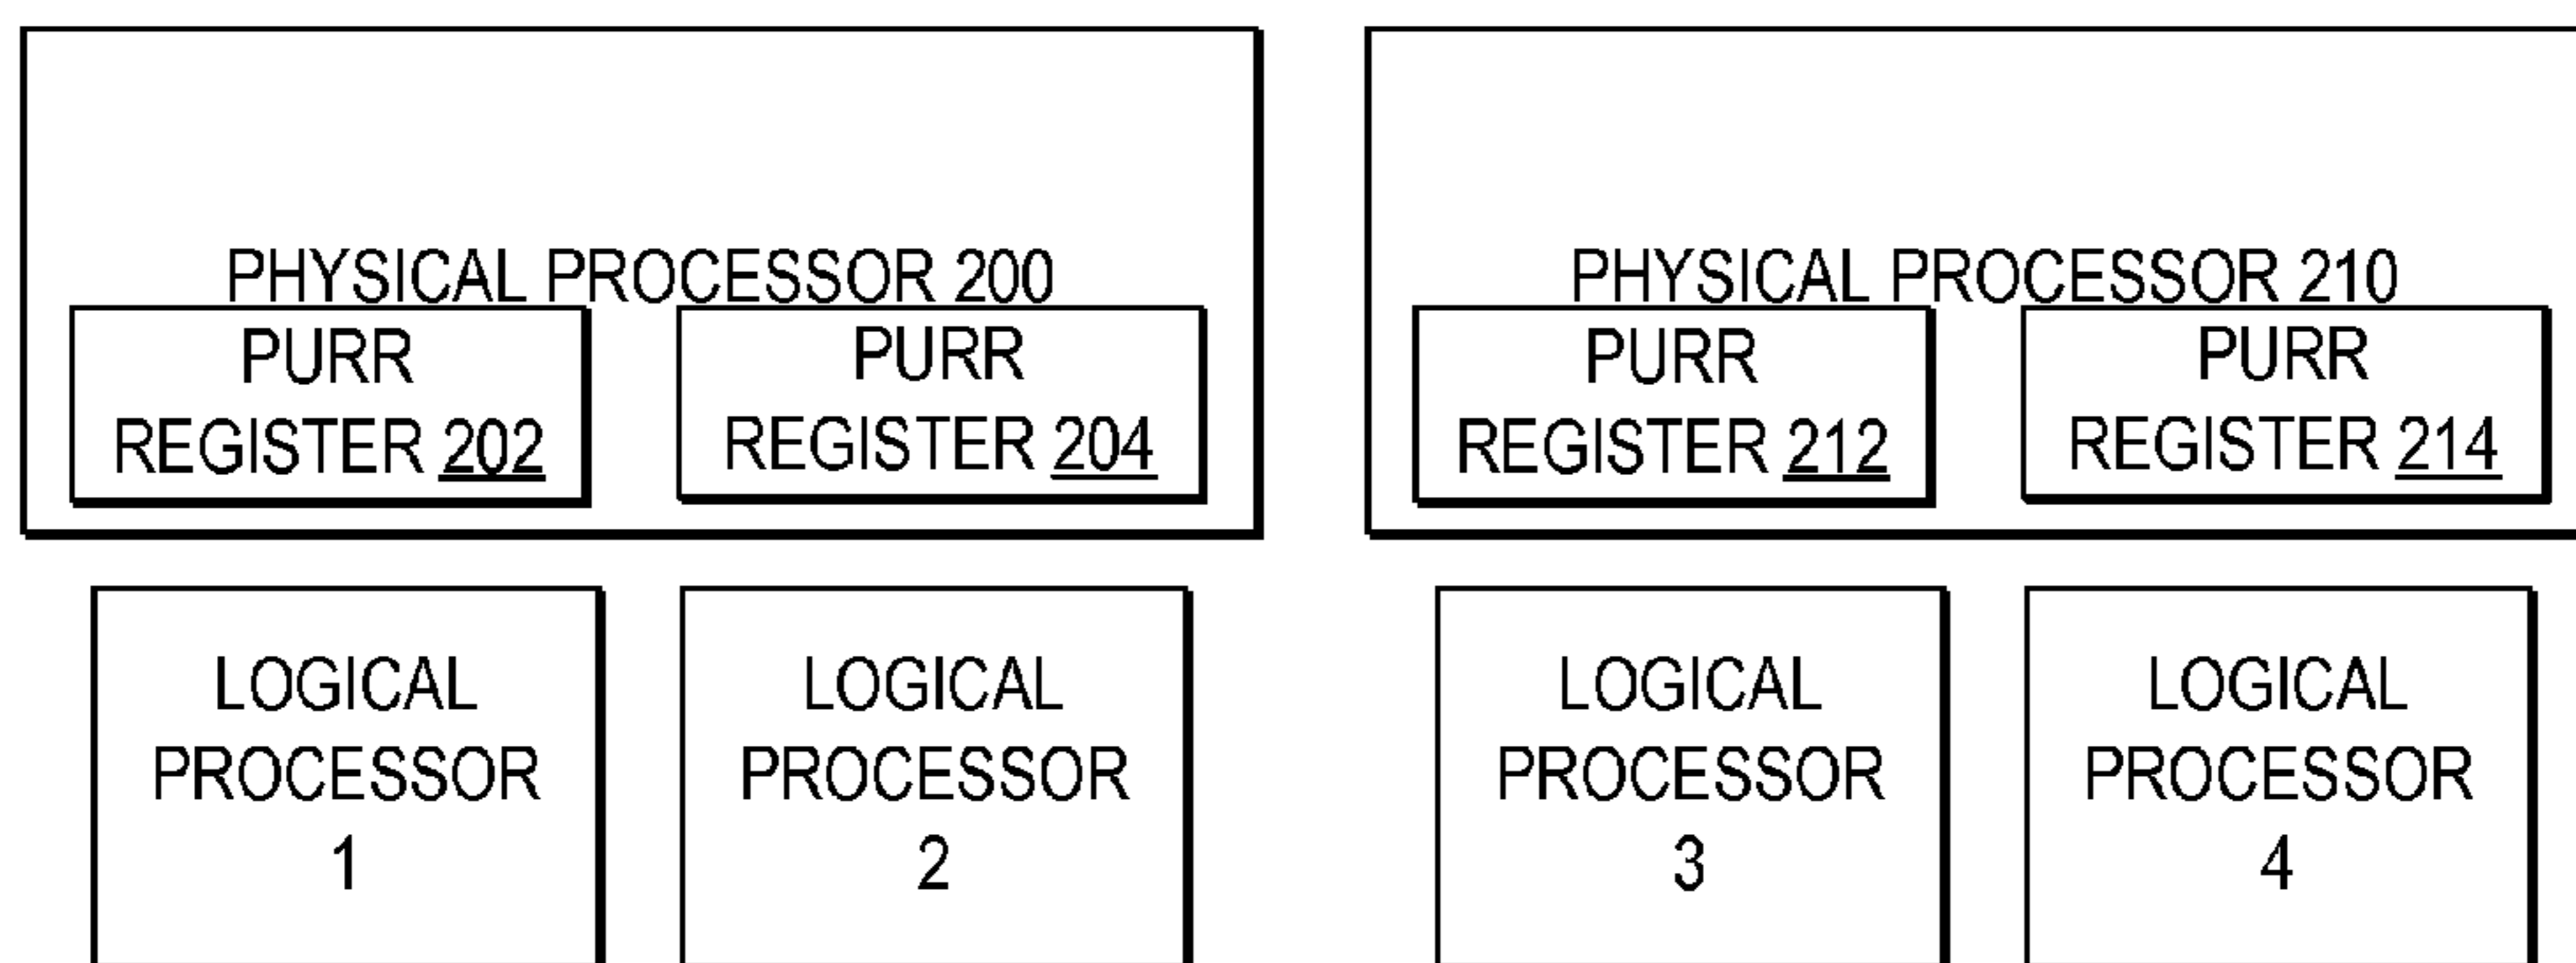 PHYSICAL PROCESSOR 200
PURR
REGISTER 202
PURR
REGISTER 204
PHYSICAL PROCESSOR 210
PURR
REGISTER 212
PURR
REGISTER 214
LOGICAL
PROCESSOR
1
LOGICAL
PROCESSOR
2
LOGICAL
PROCESSOR
3
LOGICAL
PROCESSOR
4